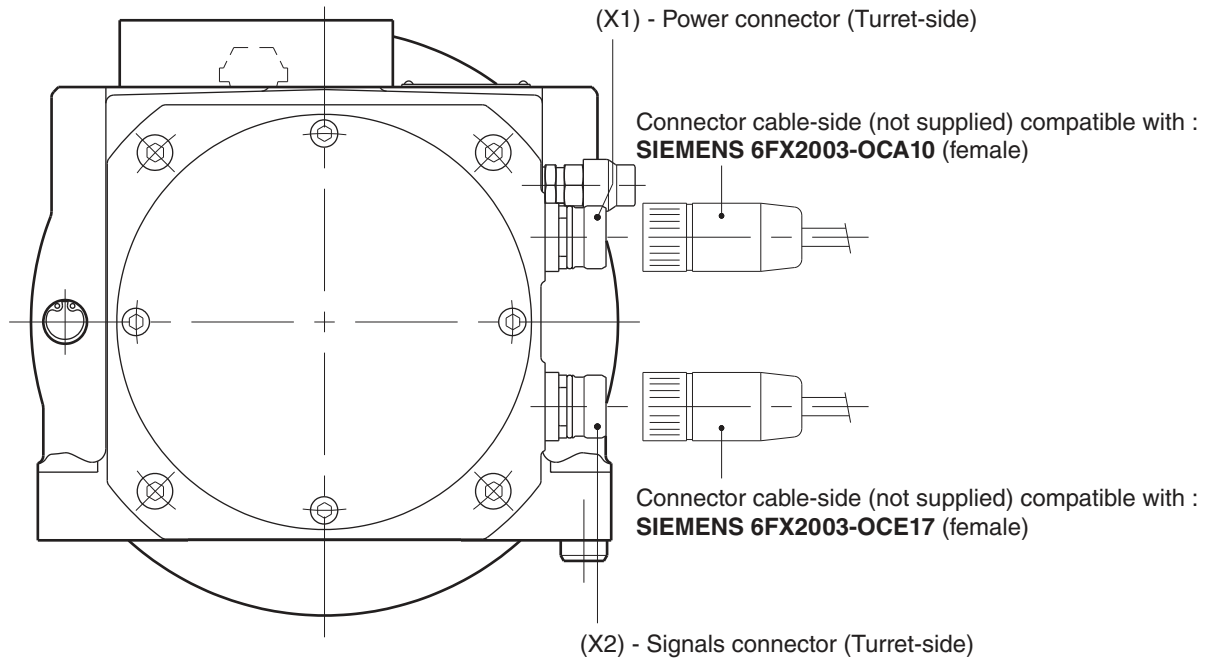 (X1) - Power connector (Turret-side)
Connector cable-side (not supplied) compatible with :
SIEMENS 6FX2003-OCA10 (female)
Connector cable-side (not supplied) compatible with :
SIEMENS 6FX2003-OCE17 (female)
(X2) - Signals connector (Turret-side)